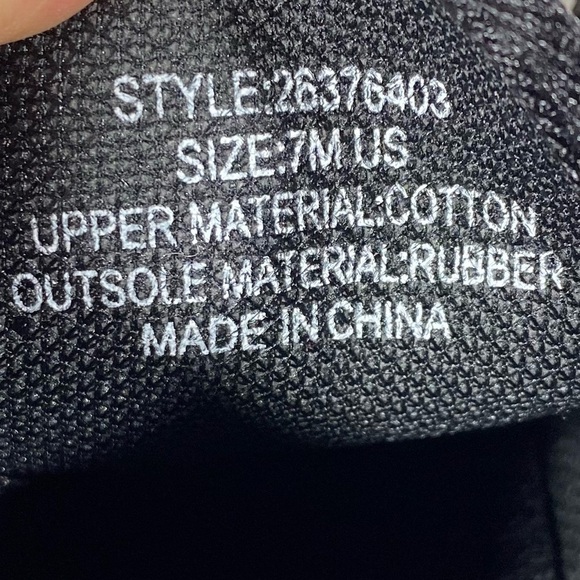 STYLE:26376403
SIZE:7M US
UPPER MATERIAL:COTTON
OUTSOLE MATERIAL:RUBBER
MADE IN CHINA